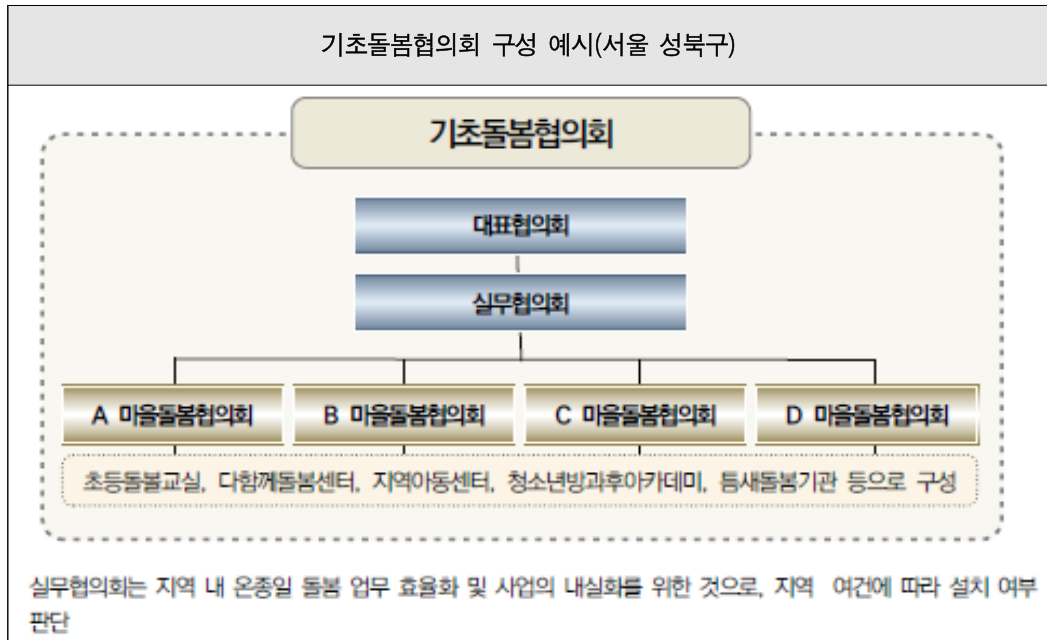 기초돌봄협의회 구성 예시(서울 성북구)
기초돌봄협의회
대표협의회
실무협의회
A 마을돌봄협의회 B 마을돌봄협의회 C 마을돌봄협의회 D 마을돌봄협의회
초등돌불교실, 다함께돌봄센터, 지역아동센터, 청소년방과후아카데미, 틈새돌봄기관 등으로 구성
실무협의회는 지역 내 온종일 돌봄 업무 효율화 및 사업의 내실화를 위한 것으로, 지역 여건에 따라 설치 여부
판단